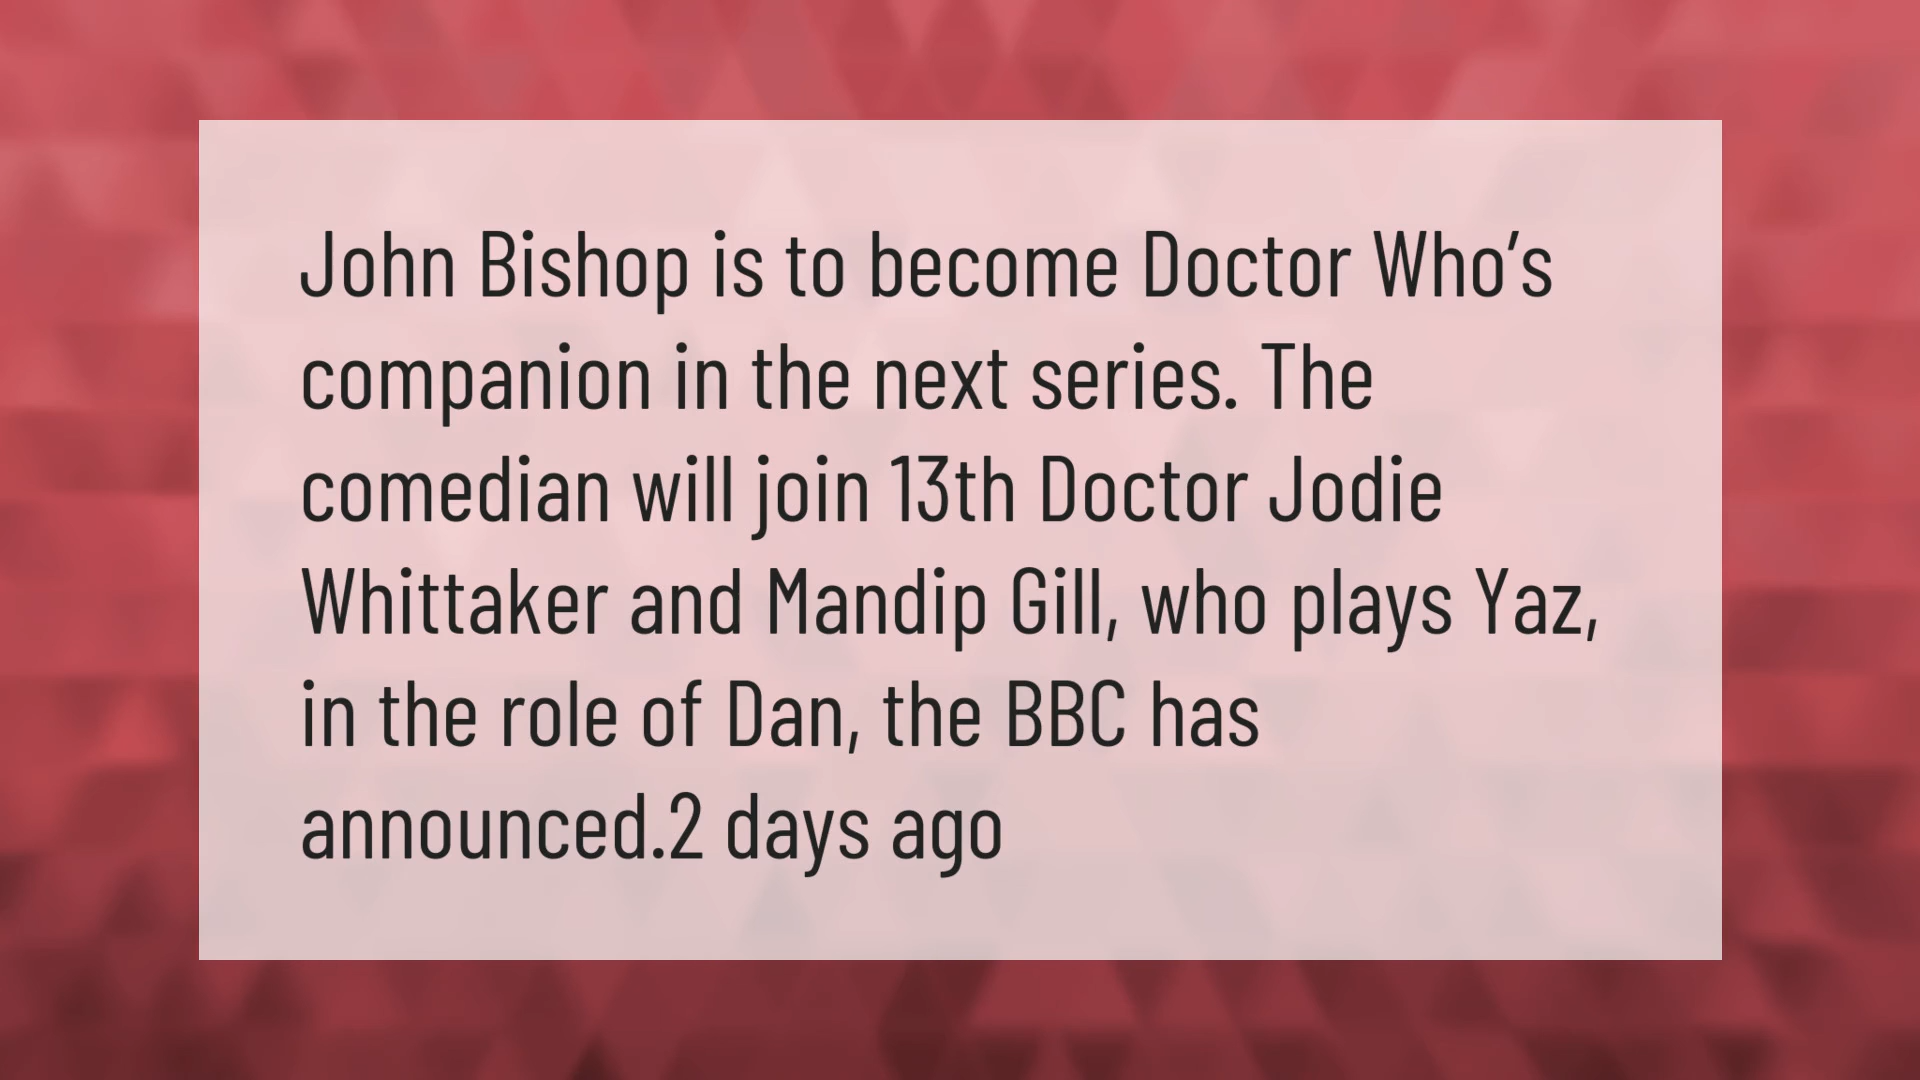 John Bishop is to become Doctor Who’s
companion in the next series. The
comedian will join 13th Doctor Jodie
Whittaker and Mandip Gill, who plays Yaz,
in the role of Dan, the BBC has
announced.2 days ago